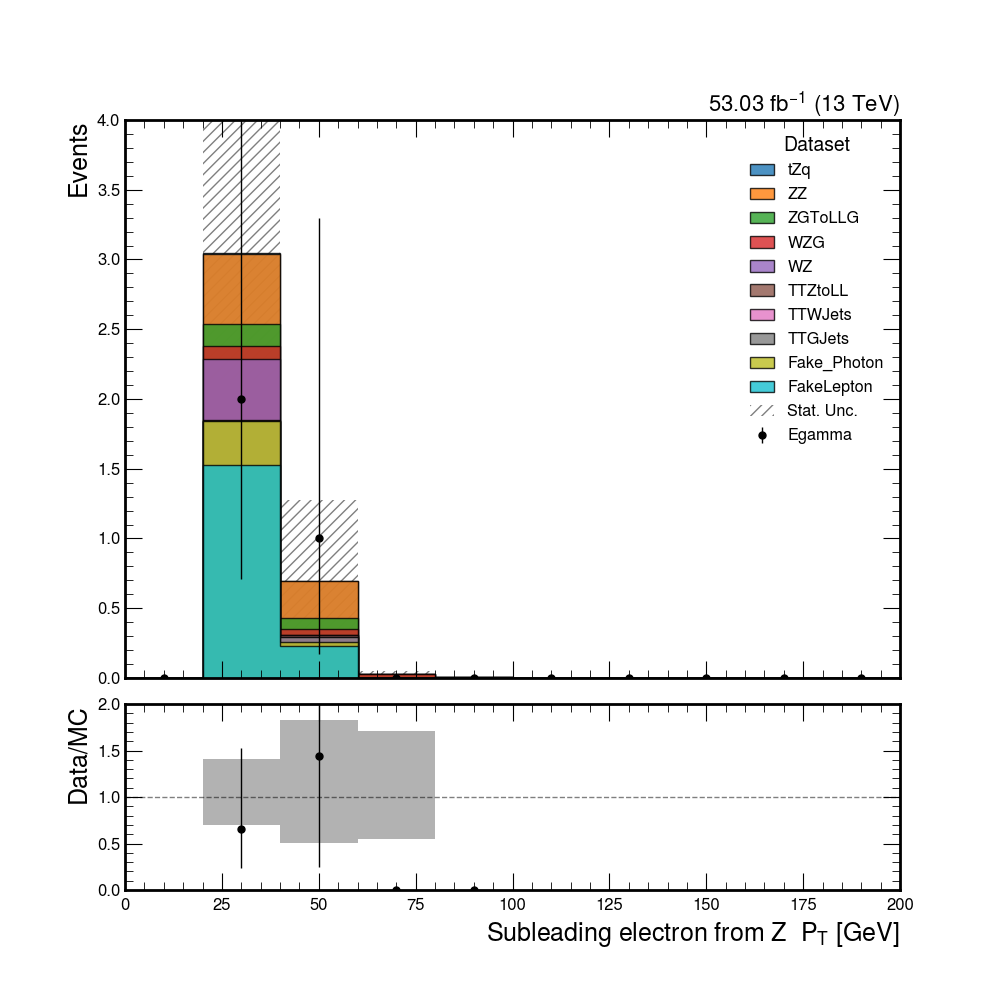 53.03 fb⁻¹ (13 TeV)
Events
4.0
3.5
3.0
2.5
2.0
1.5
1.0
0.5
0.0
Dataset
tZq
ZZ
ZGToLLG
WZG
WZ
TTZtoLL
TTWJets
TTGJets
Fake_Photon
FakeLepton
Stat. Unc.
Egamma
Data/MC
2.0
1.5
1.0
0.5
0.0
0 25 50 75 100 125 150 175 200
Subleading electron from Z P_T [GeV]